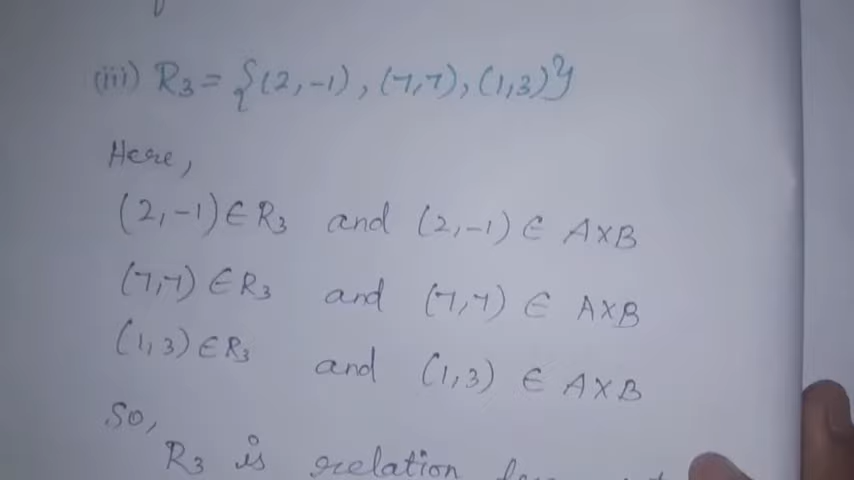 (iii) R₃ = {(2,-1), (7,7), (1,3)}
Here,
(2,-1) ∈ R₃ and (2,-1) ∈ A×B
(7,7) ∈ R₃ and (7,7) ∈ A×B
(1,3) ∈ R₃ and (1,3) ∈ A×B
So,
R₃ is relation